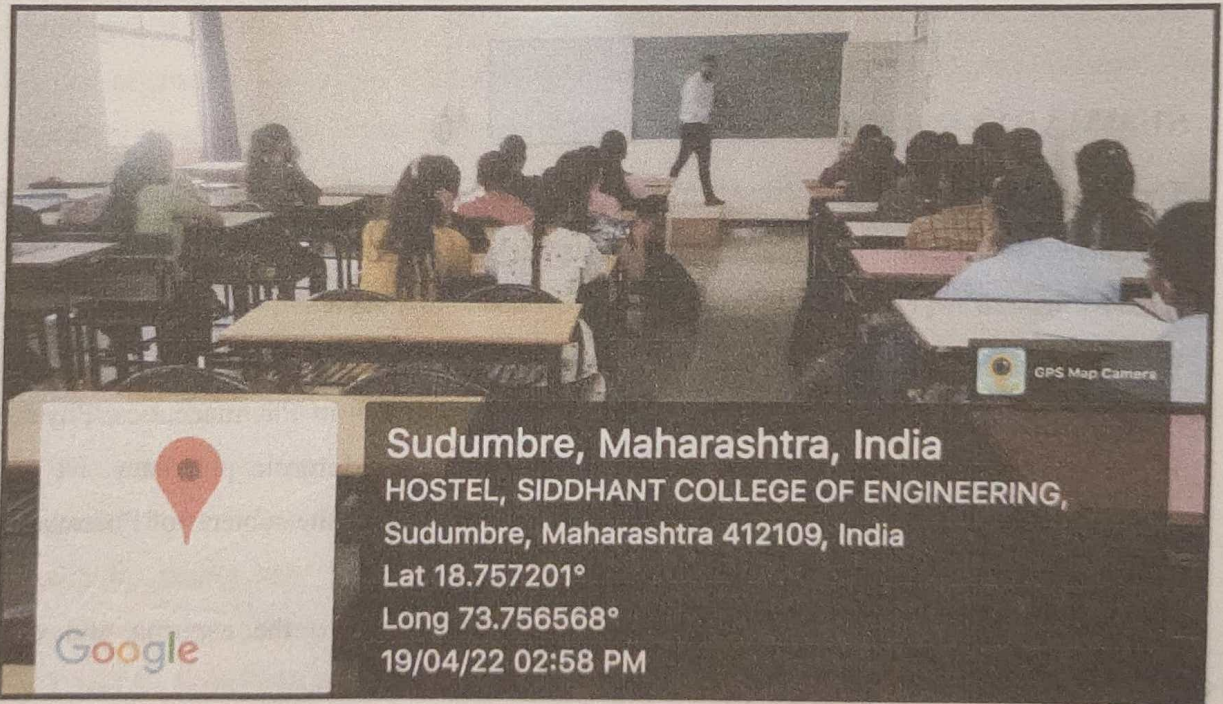 GPS Map Camera
Sudumbre, Maharashtra, India
HOSTEL, SIDDHANT COLLEGE OF ENGINEERING,
Sudumbre, Maharashtra 412109, India
Lat 18.757201°
Long 73.756568°
19/04/22 02:58 PM
Google